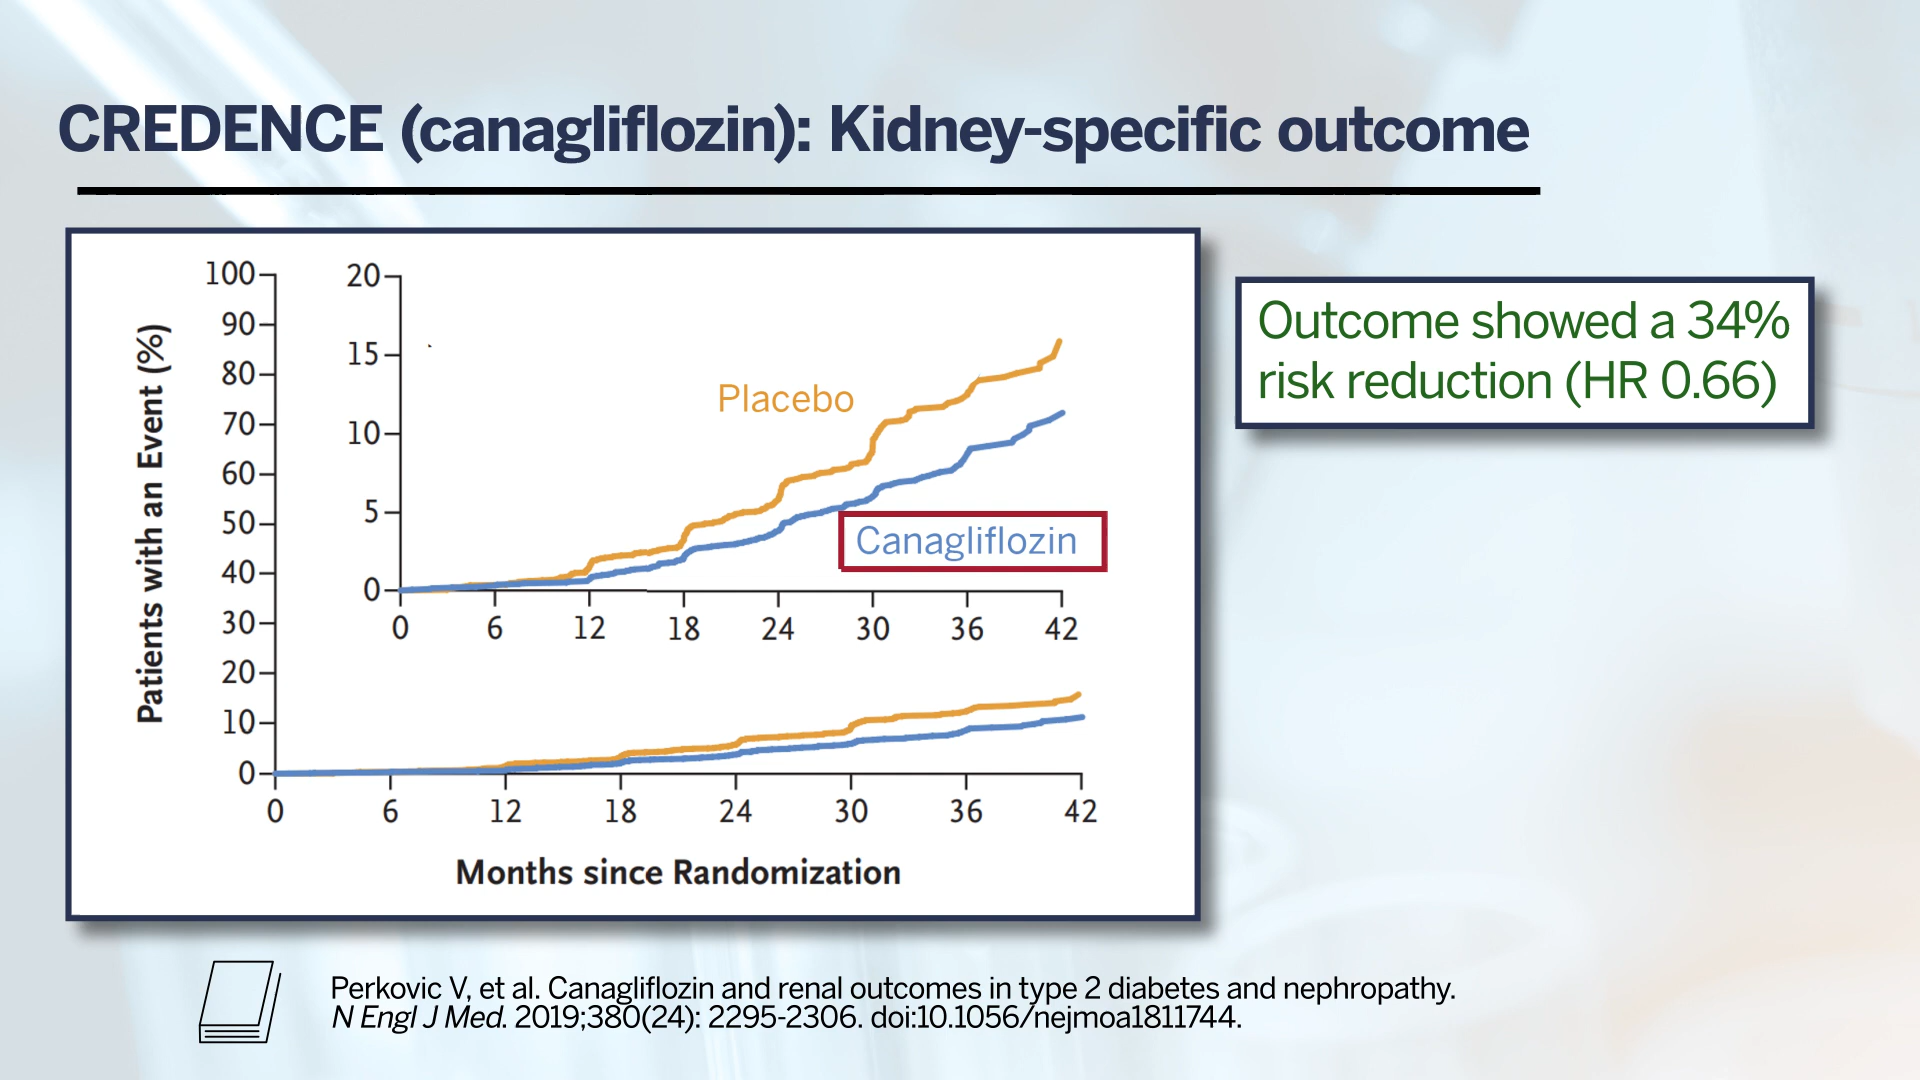 CREDENCE (canagliflozin): Kidney-specific outcome
Patients with an Event (%)
100
90
80
70
60
50
40
30
20
10
0
20
15
10
5
0
Placebo
Canagliflozin
0 6 12 18 24 30 36 42
0 6 12 18 24 30 36 42
Months since Randomization
Outcome showed a 34%
risk reduction (HR 0.66)
Perkovic V, et al. Canagliflozin and renal outcomes in type 2 diabetes and nephropathy.
N Engl J Med. 2019;380(24): 2295-2306. doi:10.1056/nejmoa1811744.